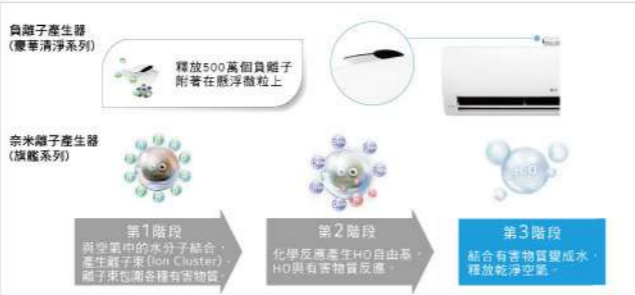 負離子產生器
(豪華清淨系列)
釋放500萬個負離子
附著在懸浮微粒上
奈米離子產生器
(旗艦系列)
H2O
第1階段
與空氣中的水分子結合，
產生離子束(Ion Cluster)。
離子束包圍各種有害物質。
第2階段
化學反應產生HO自由基，
HO與有害物質反應。
第3階段
結合有害物質變成水，
釋放乾淨空氣。